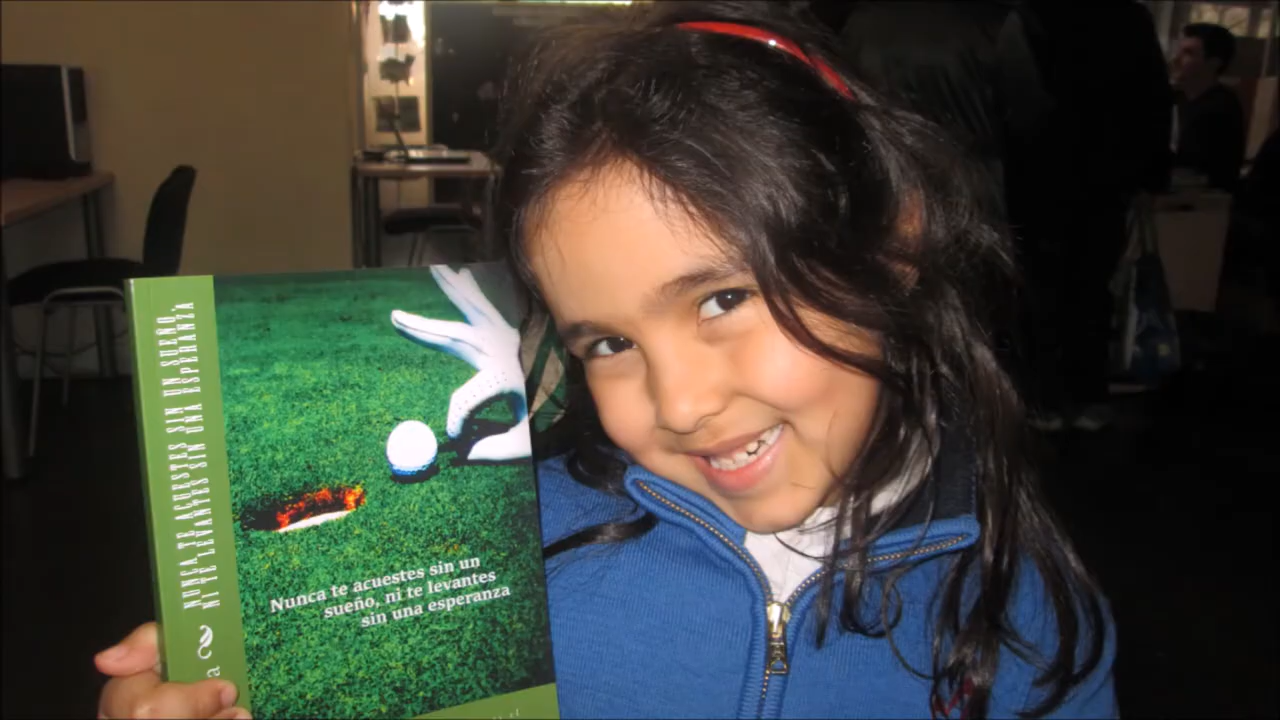 NUNCA TE ACUESTES SIN UN SUEÑO,
NI TE LEVANTES SIN UNA ESPERANZA
Nunca te acuestes sin un
sueño, ni te levantes
sin una esperanza